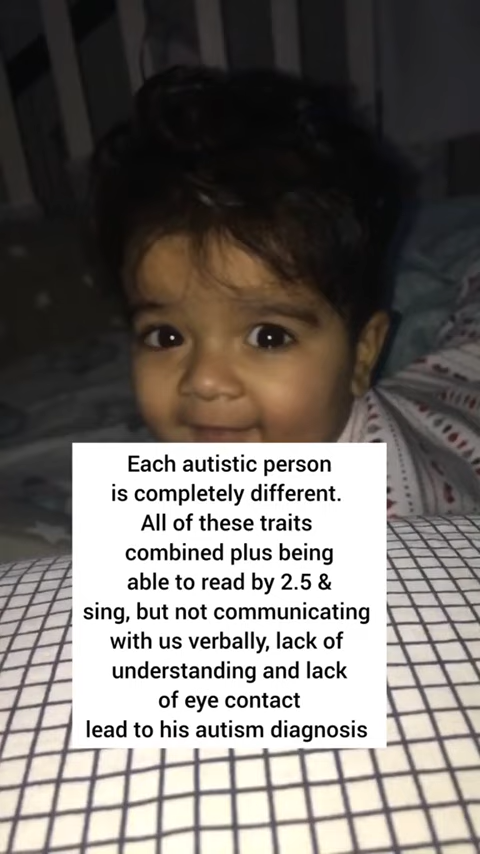 Each autistic person
is completely different.
All of these traits
combined plus being
able to read by 2.5 &
sing, but not communicating
with us verbally, lack of
understanding and lack
of eye contact
lead to his autism diagnosis